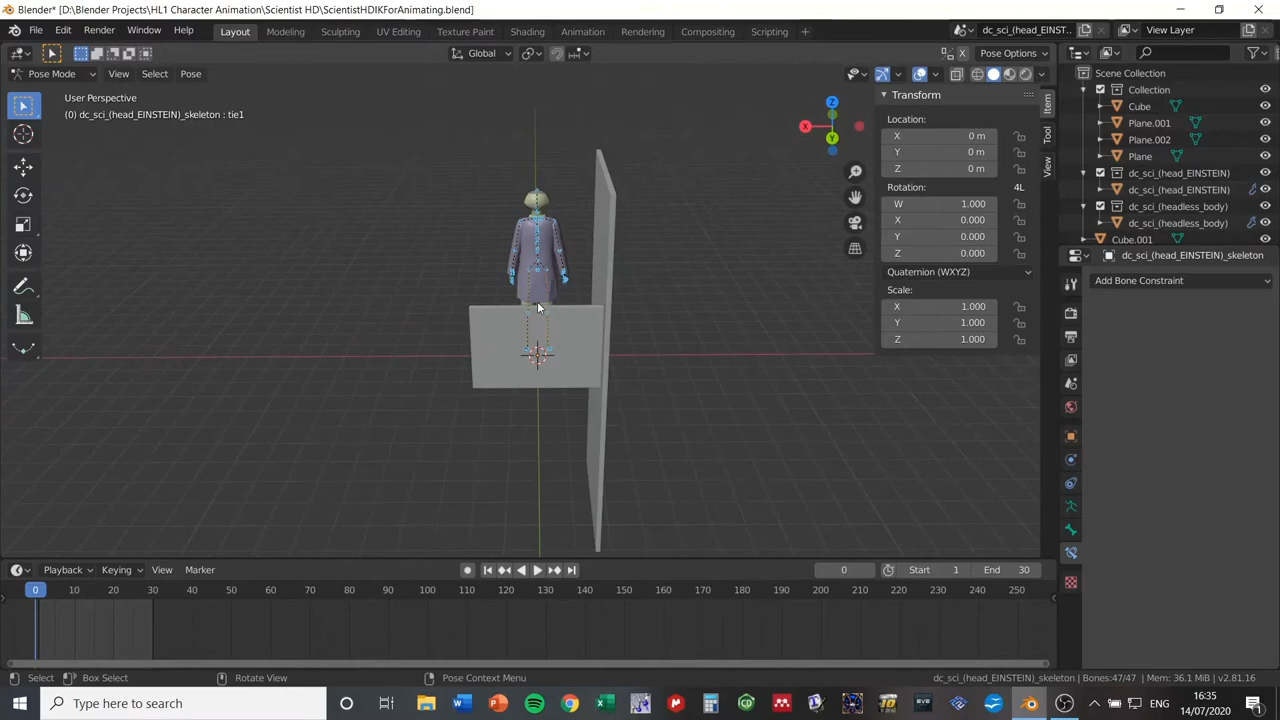 Blender* [D:\Blender Projects\HL1 Character Animation\Scientist HD\ScientistHDIKForAnimating.blend]
File Edit Render Window Help Layout Modeling Sculpting UV Editing Texture Paint Shading Animation Rendering Compositing Scripting + dc_sci_(head_EINST... View Layer
Global X Pose Options
Pose Mode View Select Pose
User Perspective
(0) dc_sci_(head_EINSTEIN)_skeleton : tie1
Z
X
Y
Item
Tool
View
Transform
Location:
X 0 m
Y 0 m
Z 0 m
Rotation: 4L
W 1.000
X 0.000
Y 0.000
Z 0.000
Quaternion (WXYZ)
Scale:
X 1.000
Y 1.000
Z 1.000
Scene Collection
Collection
Cube
Plane.001
Plane.002
Plane
dc_sci_(head_EINSTEIN)
dc_sci_(head_EINSTEIN)
dc_sci_(headless_body)
dc_sci_(headless_body)
Cube.001
dc_sci_(head_EINSTEIN)_skeleton
Add Bone Constraint
Playback Keying View Marker 0 Start 1 End 30
0 10 20 30 40 50 60 70 80 90 100 110 120 130 140 150 160 170 180 190 200 210 220 230 240 250
Select Box Select Rotate View Pose Context Menu dc_sci_(head_EINSTEIN)_skeleton | Bones:47/47 | Mem: 36.1 MiB | v2.81.16
Type here to search ENG 16:35
14/07/2020